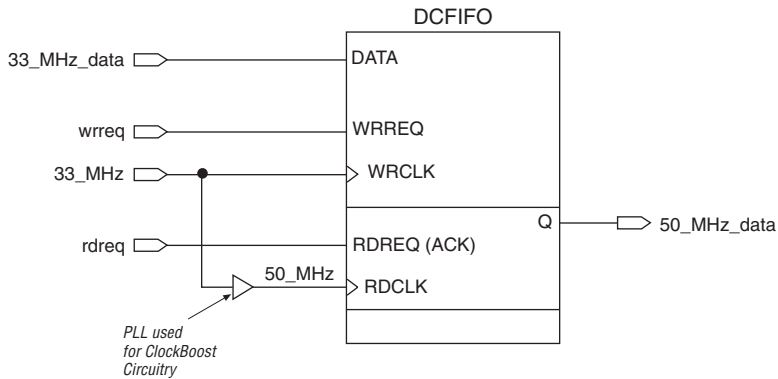 DCFIFO
33_MHz_data
DATA
wrreq
WRREQ
33_MHz
WRCLK
Q
50_MHz_data
rdreq
RDREQ (ACK)
50_MHz
RDCLK
PLL used
for ClockBoost
Circuitry